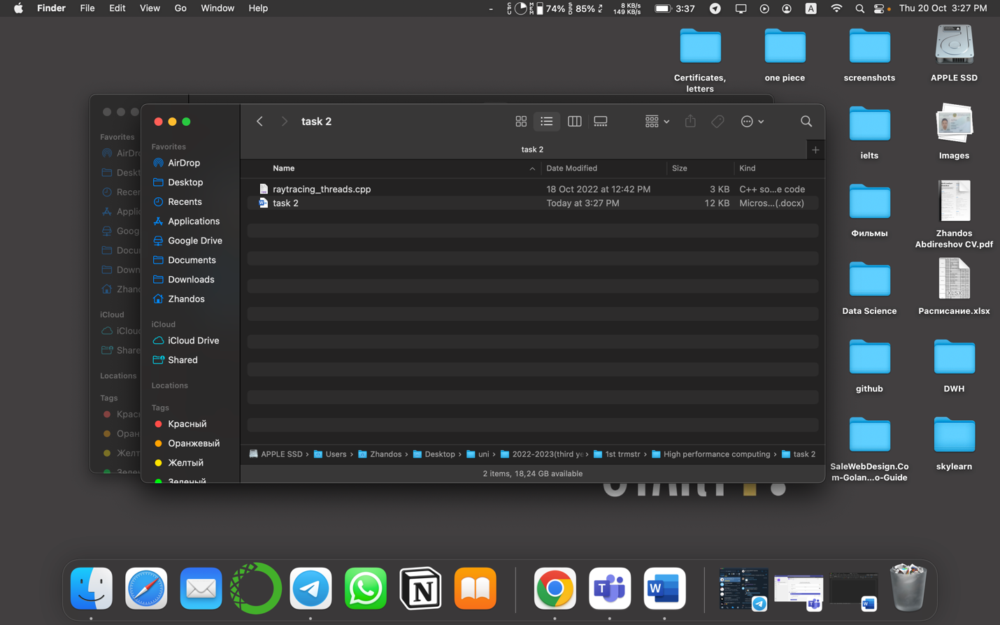 Finder File Edit View Go Window Help
74% 85% 8 KB/s 149 KB/s 3:37 A Thu 20 Oct 3:27 PM
Certificates, letters
one piece
screenshots
APPLE SSD
ielts
Images
Фильмы
Zhandos Abdireshov CV.pdf
Data Science
XLSX
Расписание.xlsx
github
DWH
SaleWebDesign.Co
m-Golan...o-Guide
skylearn
Favorites
AirDro
Deskt
Recer
Applic
Goog
Docu
Down
Zhanc
iCloud
iCloud
Share
Locations
Tags
Красн
Оран
Желт
Зелен
Favorites
AirDrop
Desktop
Recents
Applications
Google Drive
Documents
Downloads
Zhandos
iCloud
iCloud Drive
Shared
Locations
Tags
Красный
Оранжевый
Желтый
Зеленый
task 2
task 2
Name Date Modified Size Kind
raytracing_threads.cpp 18 Oct 2022 at 12:42 PM 3 KB C++ so...e code
task 2 Today at 3:27 PM 12 KB Micros...(.docx)
APPLE SSD › Users › Zhandos › Desktop › uni › 2022-2023(third ye › 1st trmstr › High performance computing › task 2
2 items, 18,24 GB available